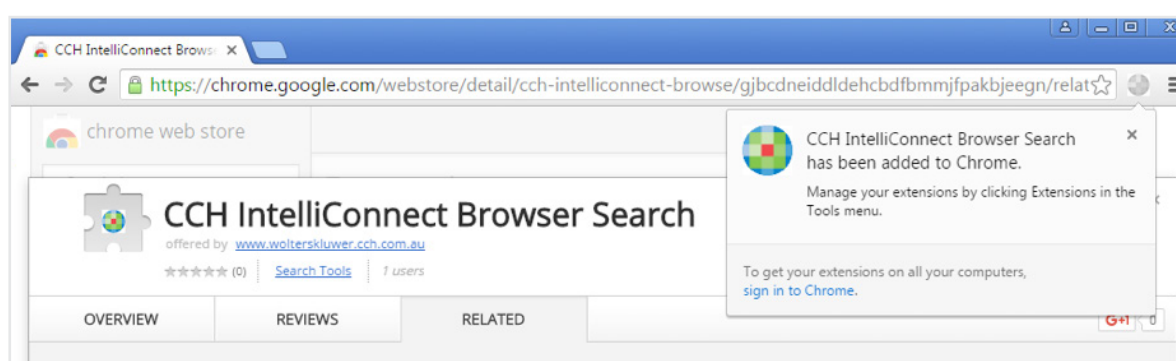 CCH IntelliConnect Brows
https://chrome.google.com/webstore/detail/cch-intelliconnect-browse/gjbcdneiddldehcbdfbmmjfpakbjeegn/relat
chrome web store
CCH IntelliConnect Browser Search
has been added to Chrome.
Manage your extensions by clicking Extensions in the
Tools menu.
To get your extensions on all your computers,
sign in to Chrome.
CCH IntelliConnect Browser Search
offered by www.wolterskluwer.cch.com.au
(0) Search Tools 1 users
OVERVIEW REVIEWS RELATED
G+1 0